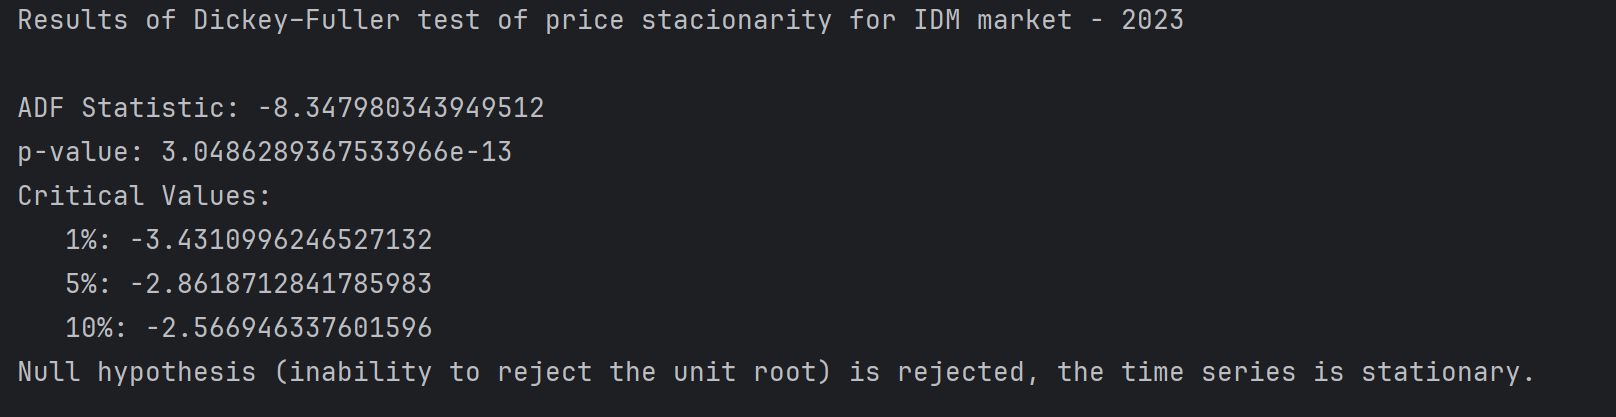 Results of Dickey–Fuller test of price stacionarity for IDM market - 2023
ADF Statistic: -8.347980343949512
p-value: 3.0486289367533966e-13
Critical Values:
1%: -3.4310996246527132
5%: -2.8618712841785983
10%: -2.566946337601596
Null hypothesis (inability to reject the unit root) is rejected, the time series is stationary.